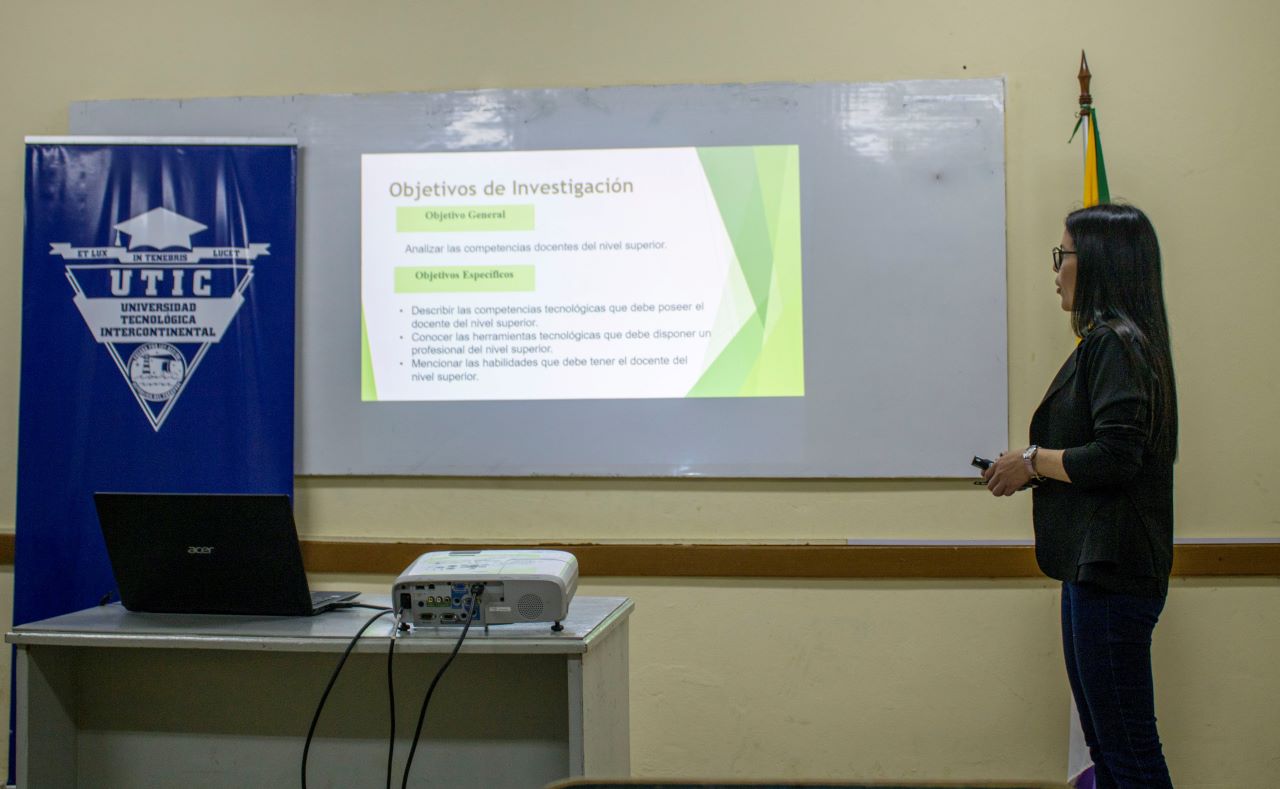 ET LUX IN TENEBRIS LUCET
UTIC
UNIVERSIDAD
TECNOLÓGICA
INTERCONTINENTAL
Objetivos de Investigación
Objetivo General
Analizar las competencias docentes del nivel superior.
Objetivos Específicos
• Describir las competencias tecnológicas que debe poseer el
docente del nivel superior.
• Conocer las herramientas tecnológicas que debe disponer un
profesional del nivel superior.
• Mencionar las habilidades que debe tener el docente del
nivel superior.
acer